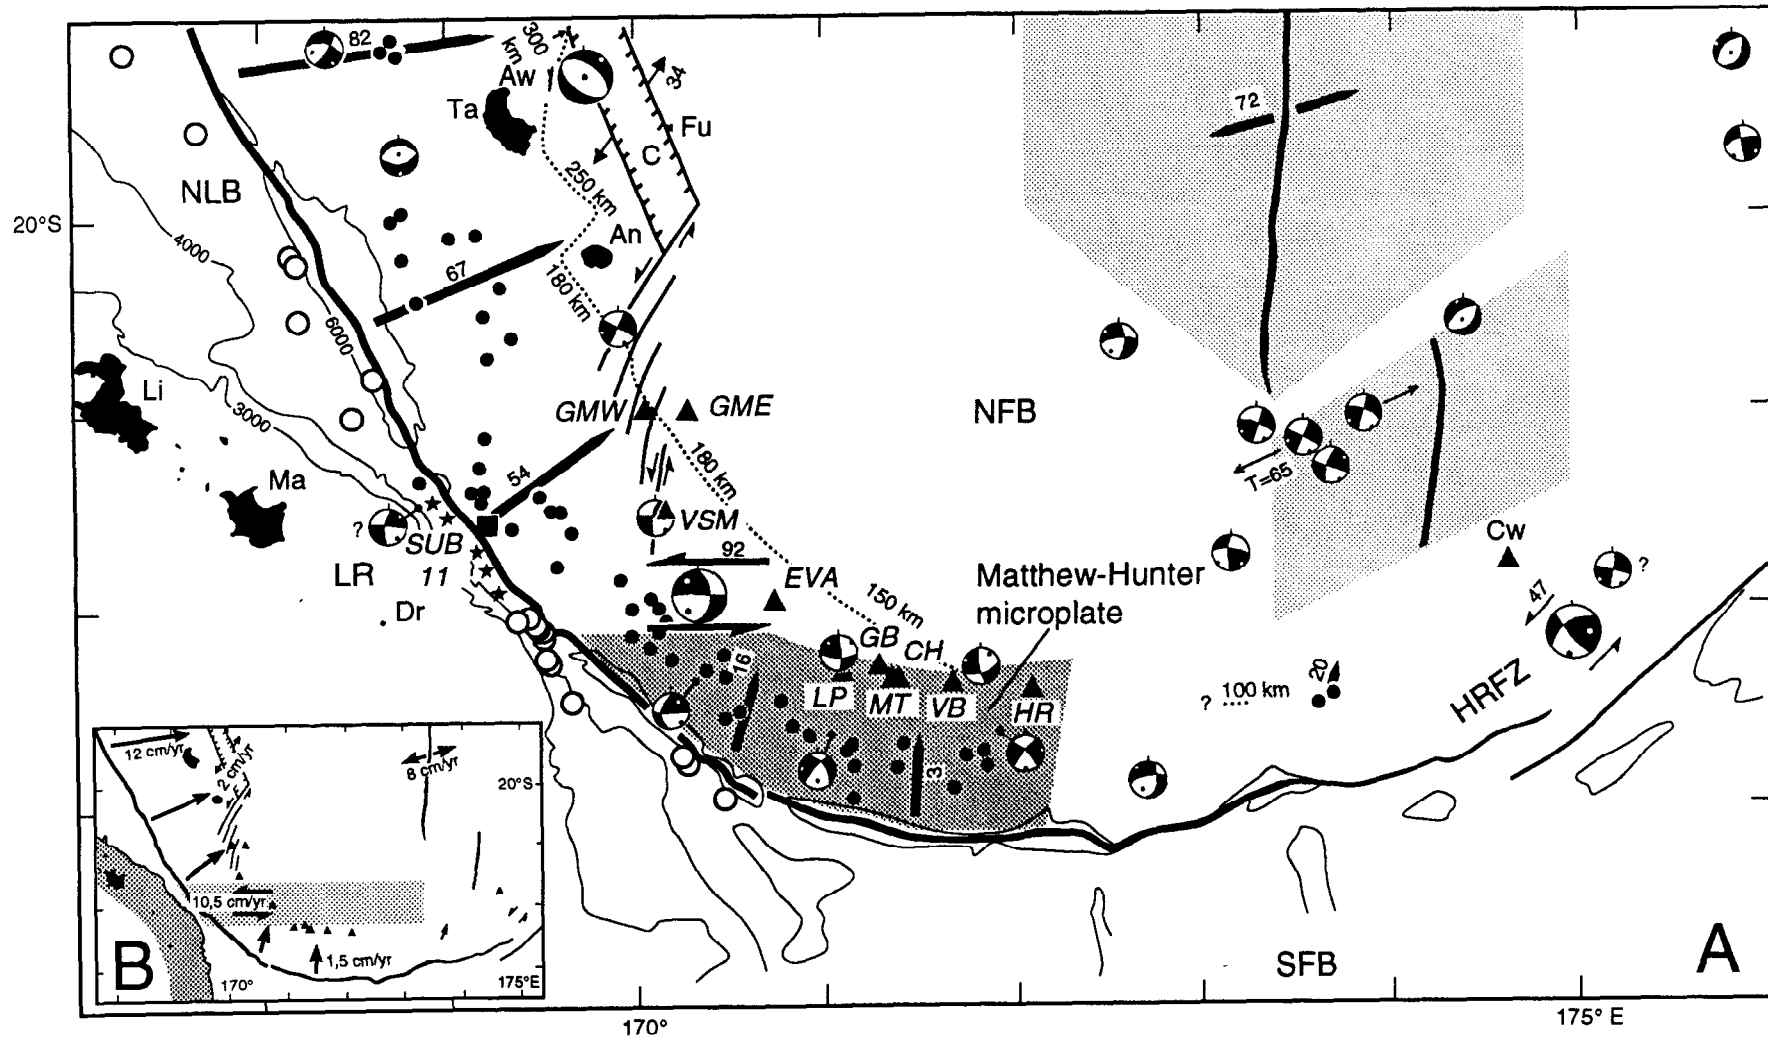 82
300
km
Aw
Ta
34
Fu
C
72
NLB
250 km
20°S
4000
An
67
180 km
6000
Li
GMW
GME
NFB
3000
180 km
54
T=65
Ma
?
SUB
11
VSM
Cw
92
LR
EVA
Matthew-Hunter
microplate
?
47
Dr
150 km
GB
CH
16
LP
MT
VB
HR
? 100 km
20
HRFZ
3
12 cm/yr
2 cm/yr
8 cm/yr
20°S
10,5 cm/yr
1,5 cm/yr
B
170°
175°E
SFB
A
170°
175° E